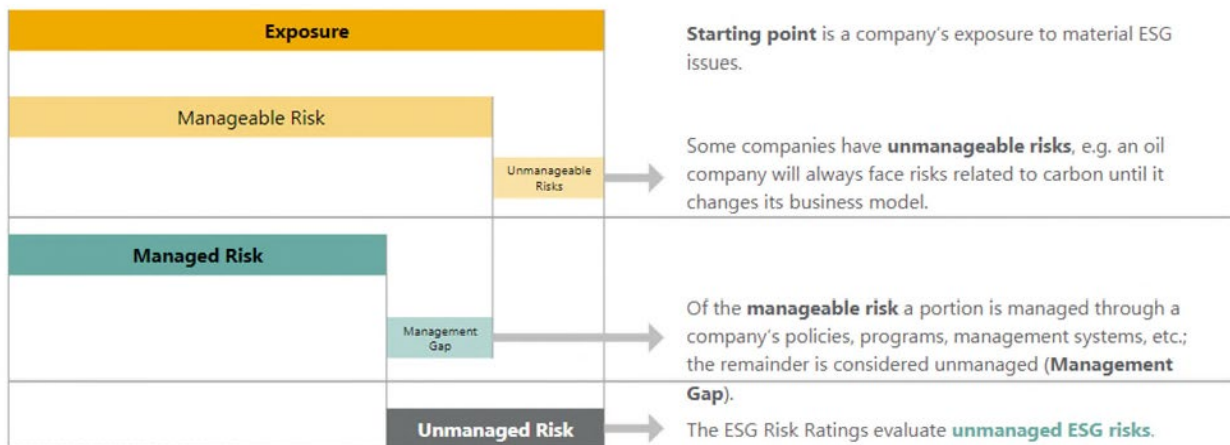 Exposure
Starting point is a company's exposure to material ESG
issues.
Manageable Risk
Unmanageable
Risks
Some companies have unmanageable risks, e.g. an oil
company will always face risks related to carbon until it
changes its business model.
Managed Risk
Management
Gap
Of the manageable risk a portion is managed through a
company's policies, programs, management systems, etc.;
the remainder is considered unmanaged (Management
Gap).
Unmanaged Risk
The ESG Risk Ratings evaluate unmanaged ESG risks.